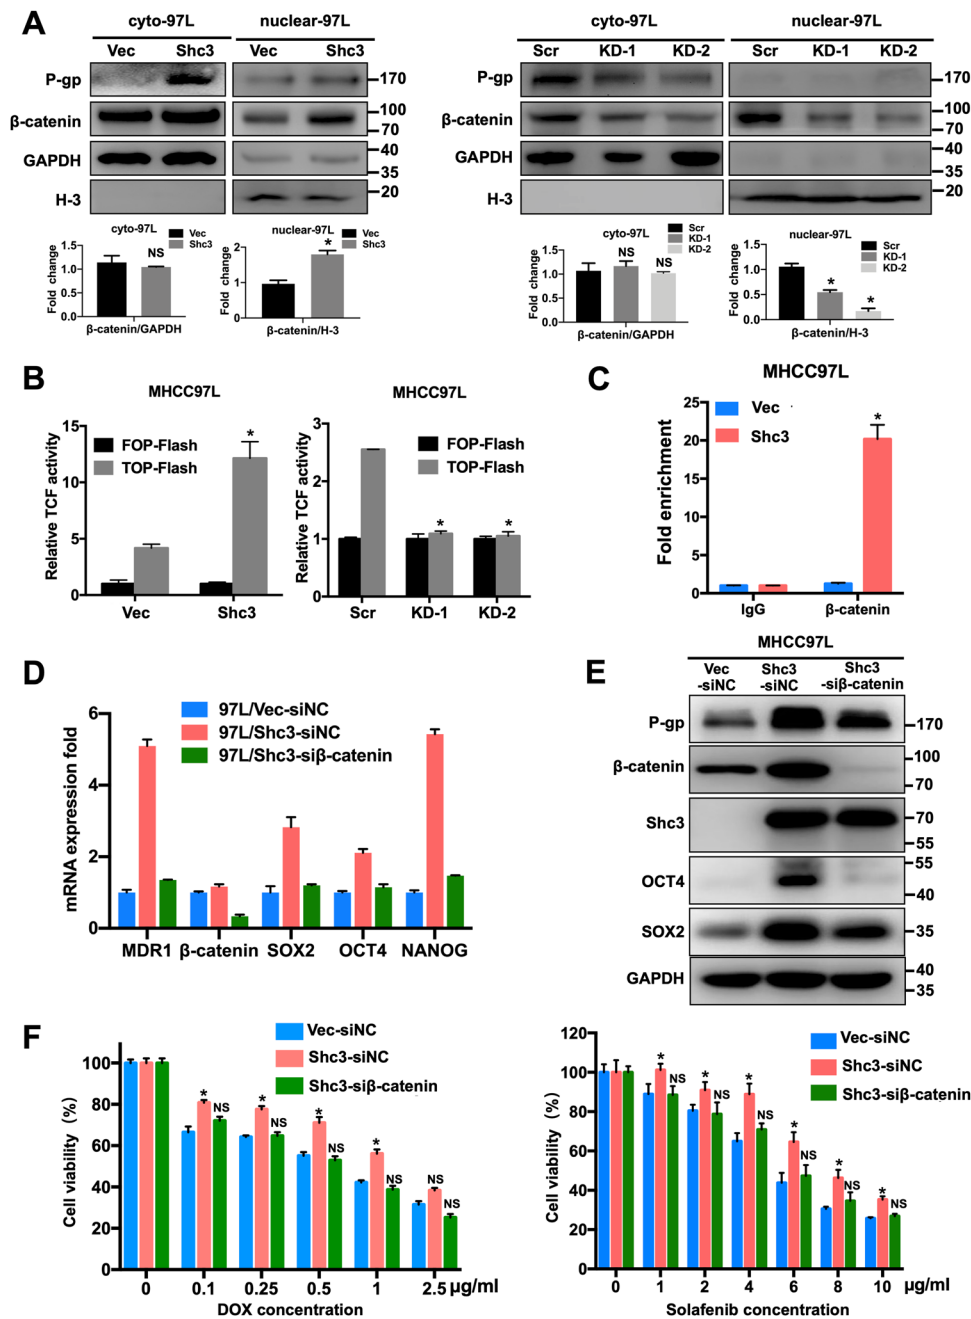 A
cyto-97L nuclear-97L
Vec Shc3 Vec Shc3
P-gp
170
β-catenin
100
70
GAPDH
40
35
H-3
20
cyto-97L
Vec
Shc3
Fold change
1.5
1.0
0.5
0.0
NS
β-catenin/GAPDH
nuclear-97L
Vec
Shc3
Fold change
2
1
0
*
β-catenin/H-3
cyto-97L nuclear-97L
Scr KD-1 KD-2 Scr KD-1 KD-2
P-gp
170
β-catenin
100
70
GAPDH
40
35
H-3
20
cyto-97L
Scr
KD-1
KD-2
Fold change
1.5
1.0
0.5
0.0
NS NS
β-catenin/GAPDH
nuclear-97L
Scr
KD-1
KD-2
Fold change
1.5
1.0
0.5
0.0
* *
β-catenin/H-3
B
MHCC97L
Relative TCF activity
15
10
5
0
FOP-Flash
TOP-Flash
*
Vec Shc3
MHCC97L
Relative TCF activity
3
2
1
0
FOP-Flash
TOP-Flash
* *
Scr KD-1 KD-2
C
MHCC97L
Fold enrichment
25
20
15
10
5
0
Vec
Shc3
*
IgG β-catenin
D
mRNA expression fold
6
4
2
0
97L/Vec-siNC
97L/Shc3-siNC
97L/Shc3-siβ-catenin
MDR1 β-catenin SOX2 OCT4 NANOG
E
MHCC97L
Vec Shc3 Shc3
-siNC -siNC -siβ-catenin
P-gp
170
β-catenin
100
70
Shc3
70
55
OCT4
55
40
SOX2
35
GAPDH
40
35
F
Vec-siNC
Shc3-siNC
Shc3-siβ-catenin
Cell viability (%)
100
80
60
40
20
0
* NS * NS * NS * NS NS
0 0.1 0.25 0.5 1 2.5 μg/ml
DOX concentration
Vec-siNC
Shc3-siNC
Shc3-siβ-catenin
Cell viability (%)
120
100
80
60
40
20
0
* NS * NS * NS * NS * NS * NS
0 1 2 4 6 8 10 μg/ml
Solafenib concentration